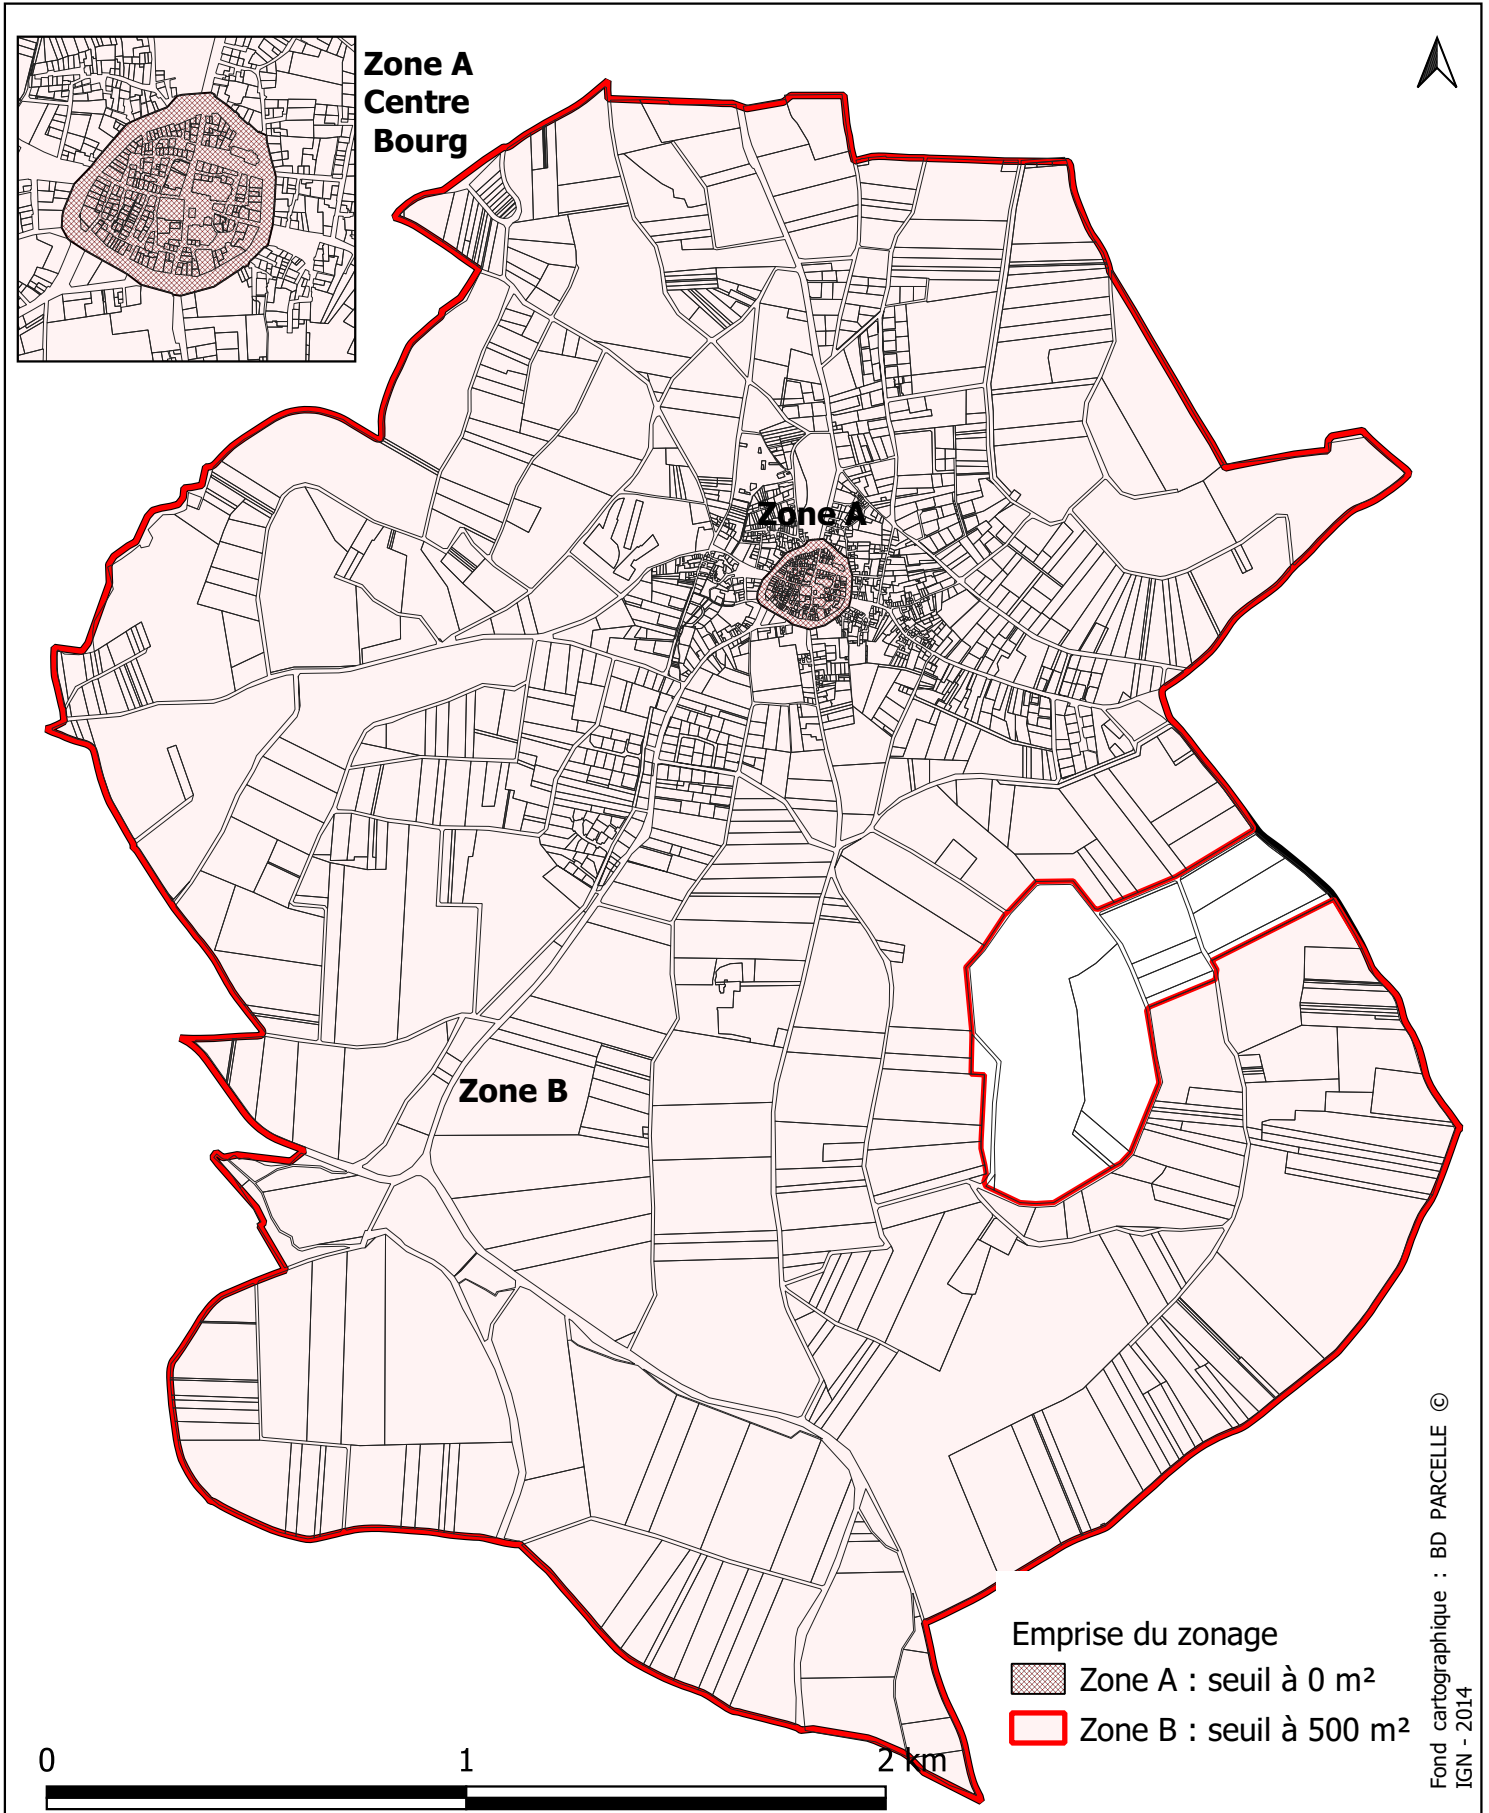 Zone A
Centre
Bourg
Zone A
Zone B
Emprise du zonage
Zone A : seuil à 0 m²
Zone B : seuil à 500 m²
0 1 2 km
Fond cartographique : BD PARCELLE ©
IGN - 2014